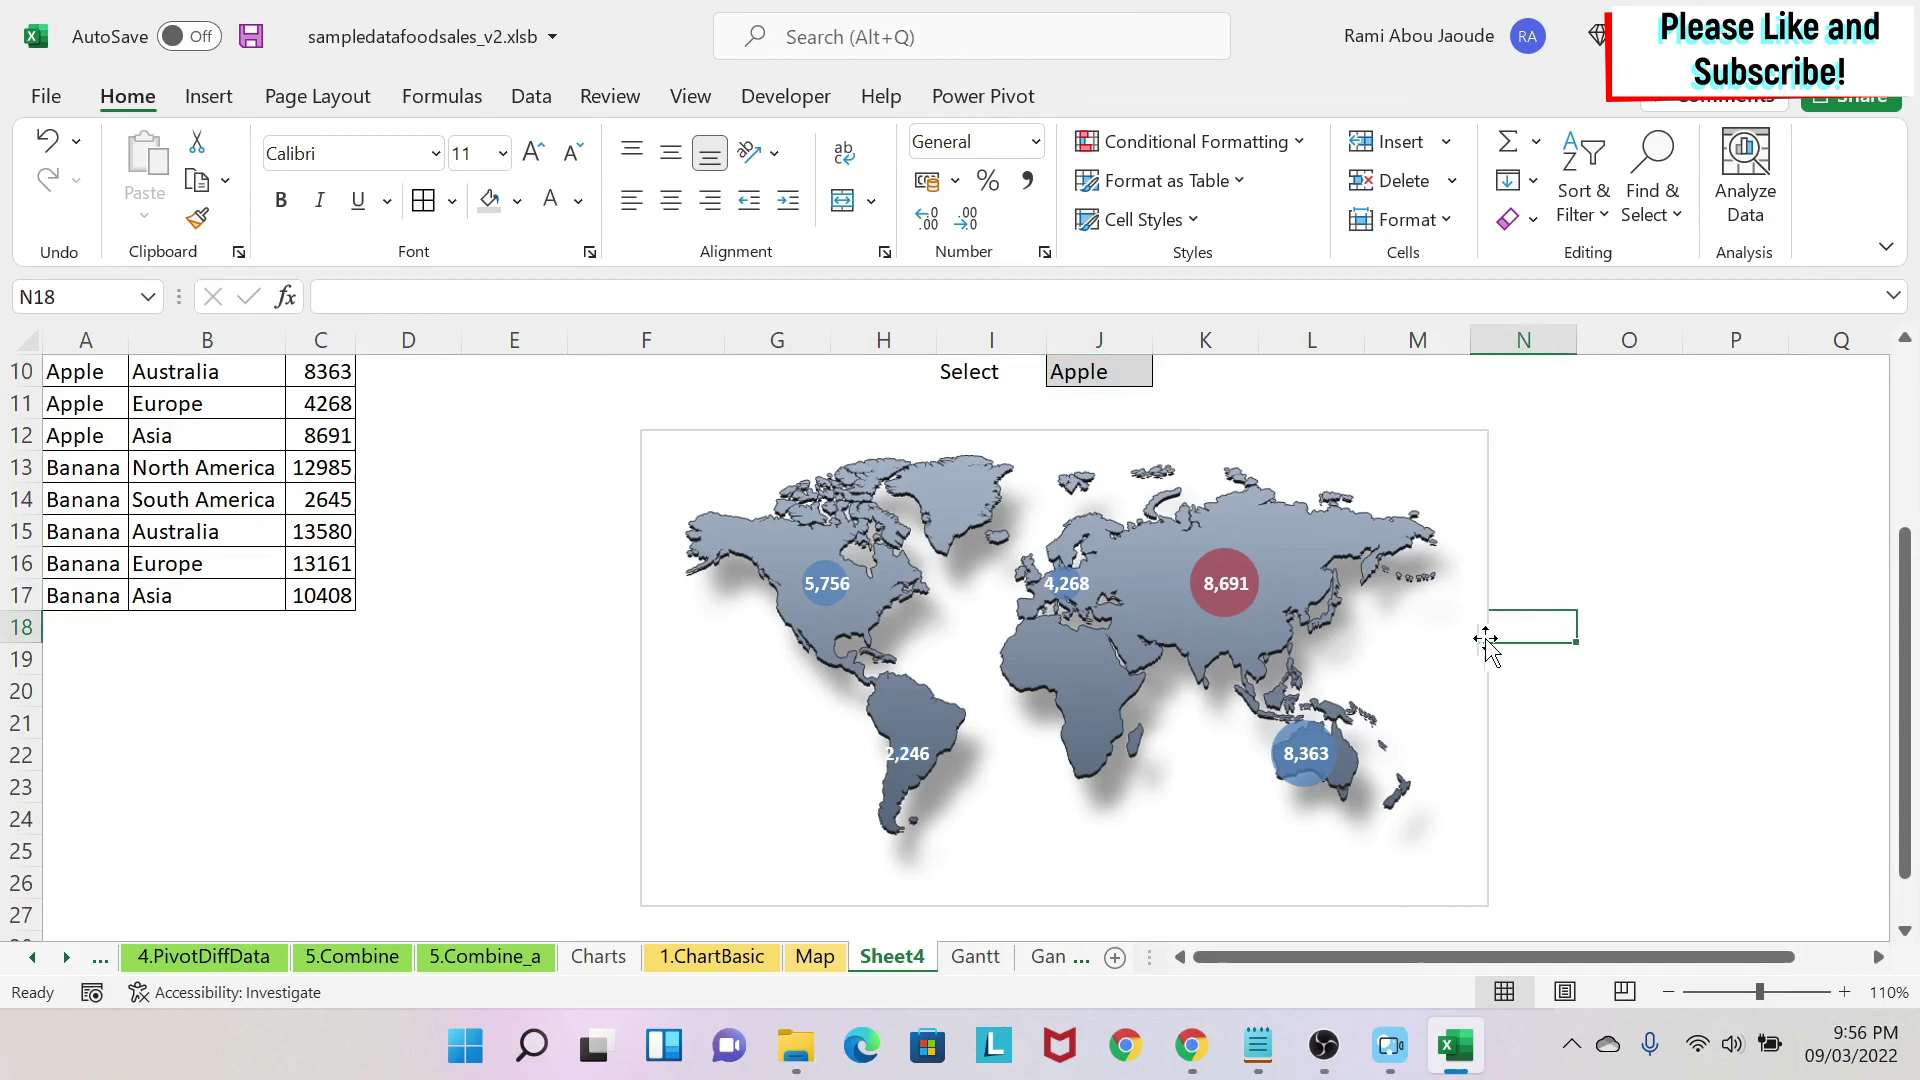 AutoSave Off sampledatafoodsales_v2.xlsb Search (Alt+Q) Rami Abou Jaoude RA
Please Like and
Subscribe!
File Home Insert Page Layout Formulas Data Review View Developer Help Power Pivot Comments Share
Calibri 11 General Conditional Formatting Insert
Paste Format as Table Delete Sort & Filter Find & Select Analyze Data
Cell Styles Format
Undo Clipboard Font Alignment Number Styles Cells Editing Analysis
N18 fx
A B C D E F G H I J K L M N O P Q
10 Apple Australia 8363 Select Apple
11 Apple Europe 4268
12 Apple Asia 8691
13 Banana North America 12985
14 Banana South America 2645
15 Banana Australia 13580
16 Banana Europe 13161
17 Banana Asia 10408
5,756 4,268 8,691
18
19
20
21
22
2,246 8,363
23
24
25
26
27
... 4.PivotDiffData 5.Combine 5.Combine_a Charts 1.ChartBasic Map Sheet4 Gantt Gan ...
Ready Accessibility: Investigate 110%
9:56 PM
09/03/2022